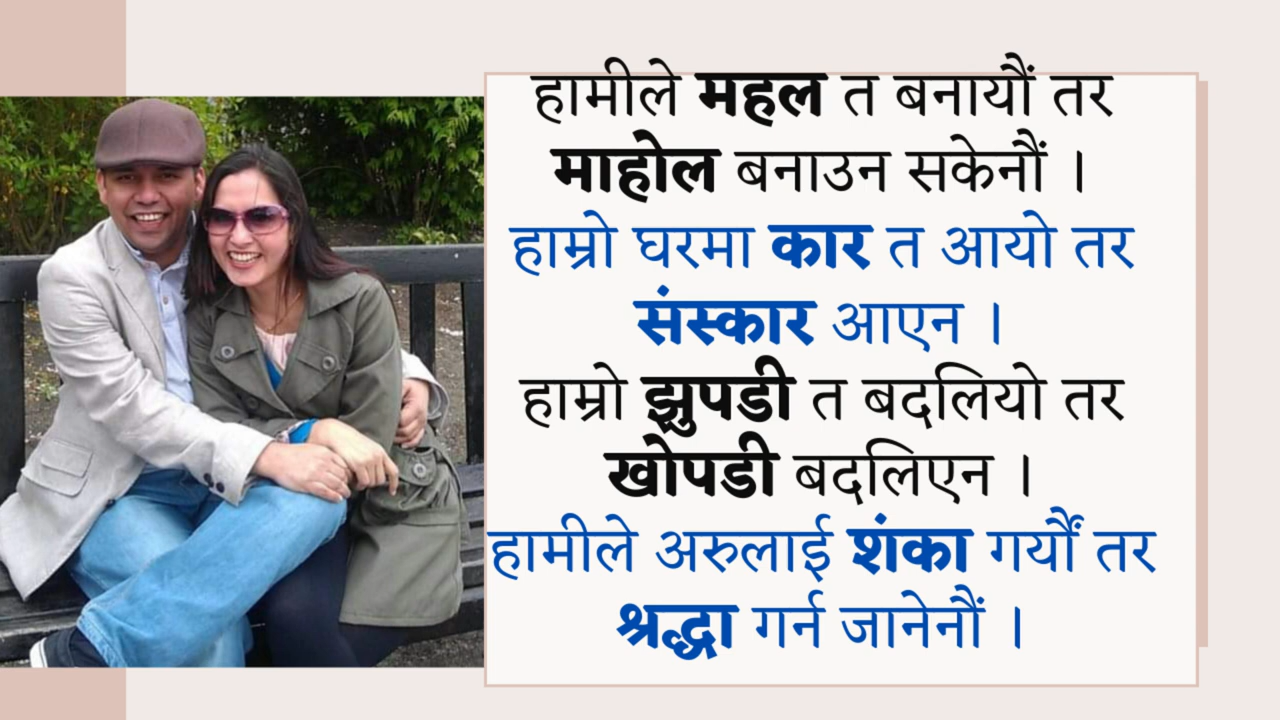 हामीले महल त बनायौं तर
माहोल बनाउन सकेनौं ।
हाम्रो घरमा कार त आयो तर
संस्कार आएन ।
हाम्रो झुपडी त बदलियो तर
खोपडी बदलिएन ।
हामीले अरुलाई शंका गर्यौं तर
श्रद्धा गर्न जानेनौं ।